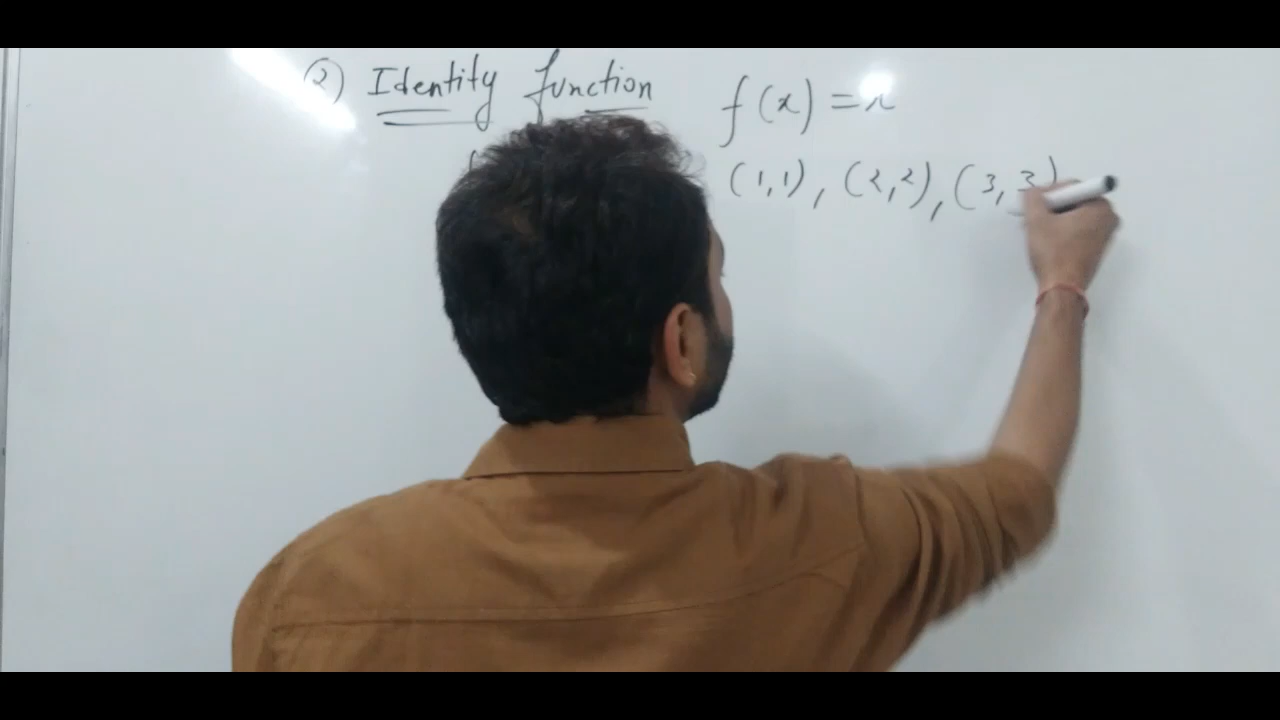 2) Identity function f(x) = x
(1,1), (2,2), (3,3)